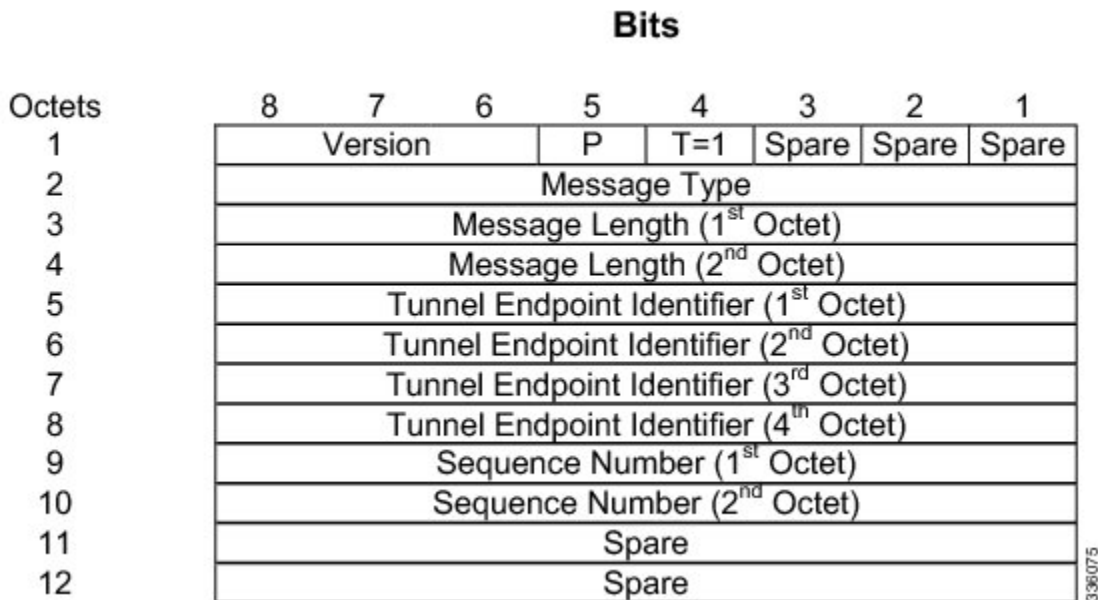 Bits
Octets 8 7 6 5 4 3 2 1
1 Version P T=1 Spare Spare Spare
2 Message Type
3 Message Length (1st Octet)
4 Message Length (2nd Octet)
5 Tunnel Endpoint Identifier (1st Octet)
6 Tunnel Endpoint Identifier (2nd Octet)
7 Tunnel Endpoint Identifier (3rd Octet)
8 Tunnel Endpoint Identifier (4th Octet)
9 Sequence Number (1st Octet)
10 Sequence Number (2nd Octet)
11 Spare
12 Spare
336075